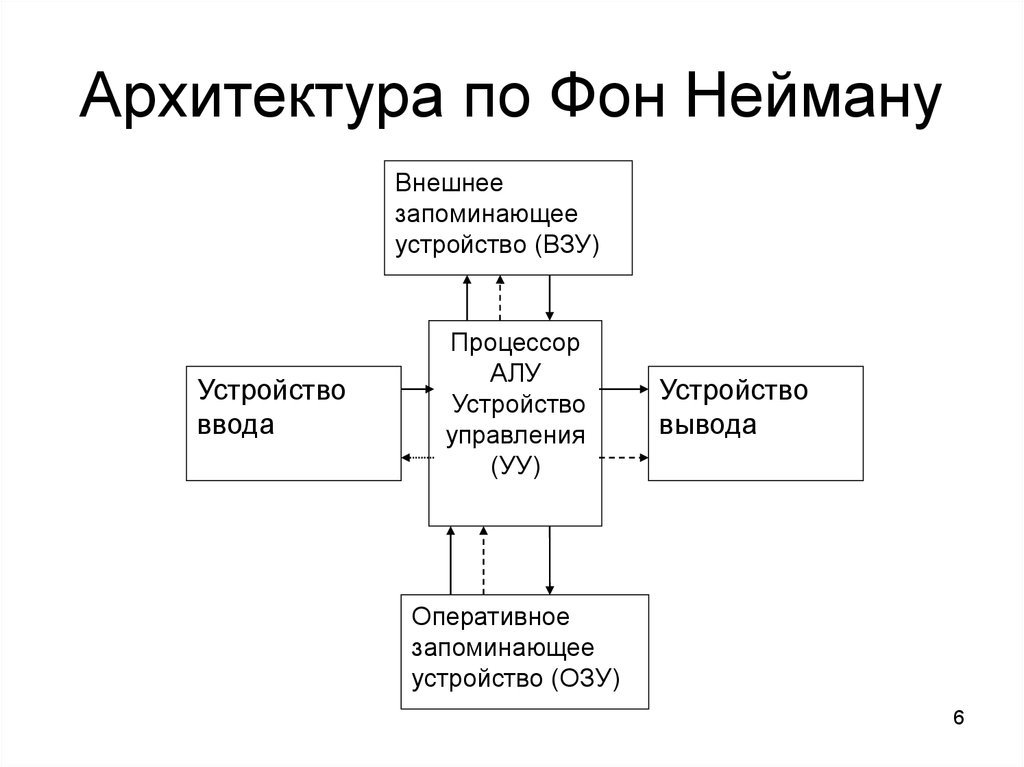 Архитектура по Фон Нейману
Внешнее
запоминающее
устройство (ВЗУ)
Процессор
АЛУ
Устройство
управления
(УУ)
Устройство
ввода
Устройство
вывода
Оперативное
запоминающее
устройство (ОЗУ)
6